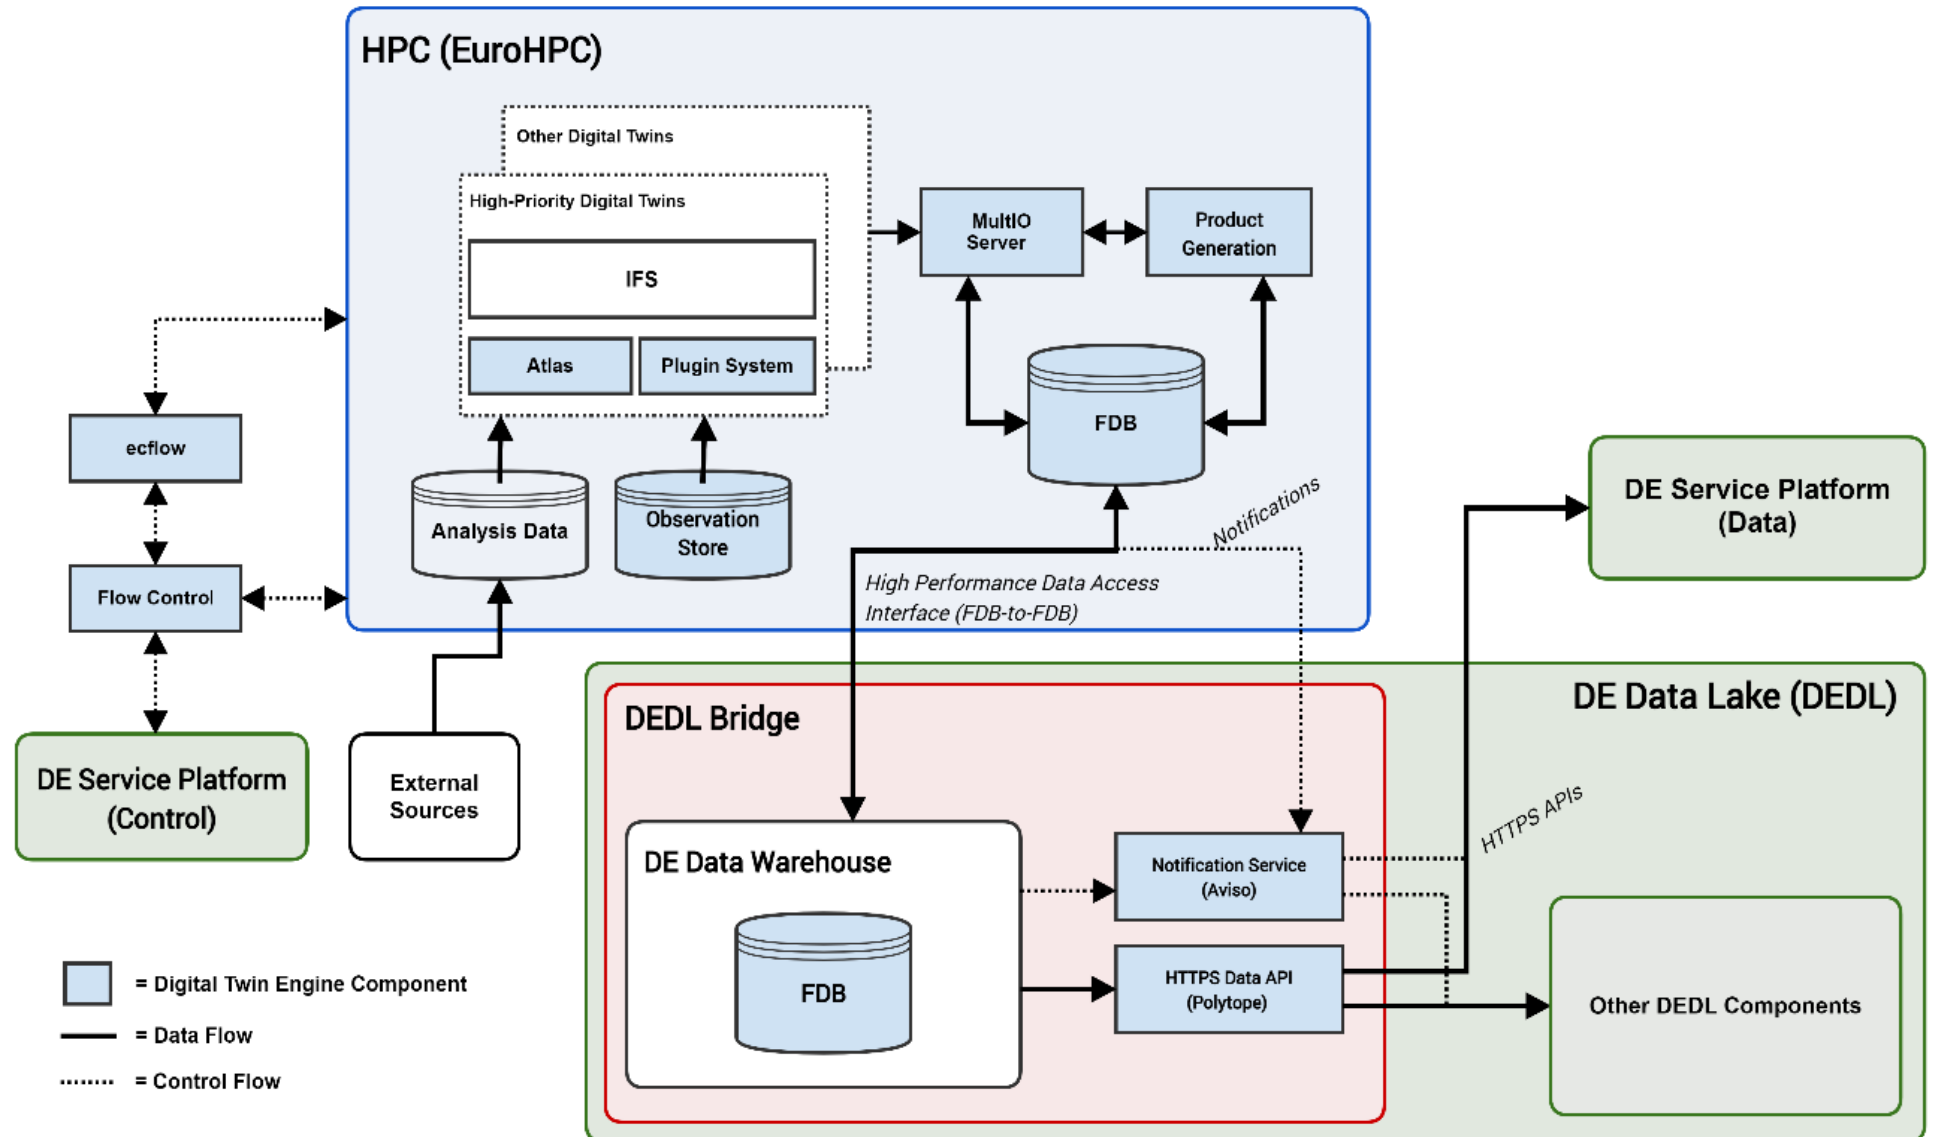 HPC (EuroHPC)
Other Digital Twins
High-Priority Digital Twins
IFS
Atlas
Plugin System
MultIO
Server
Product
Generation
FDB
ecflow
Flow Control
Analysis Data
Observation
Store
Notifications
High Performance Data Access
Interface (FDB-to-FDB)
DE Service Platform
(Data)
DE Service Platform
(Control)
External
Sources
DE Data Lake (DEDL)
DEDL Bridge
DE Data Warehouse
FDB
Notification Service
(Aviso)
HTTPS Data API
(Polytope)
HTTPS APIs
Other DEDL Components
= Digital Twin Engine Component
= Data Flow
= Control Flow